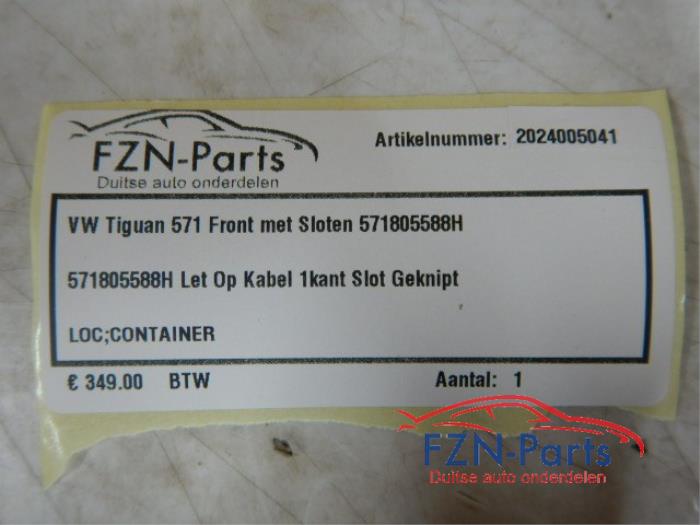 FZN-Parts
Duitse auto onderdelen
Artikelnummer: 2024005041
VW Tiguan 571 Front met Sloten 571805588H
571805588H Let Op Kabel 1kant Slot Geknipt
LOC;CONTAINER
€ 349.00 BTW Aantal: 1
FZN-Parts
Duitse auto onderdelen